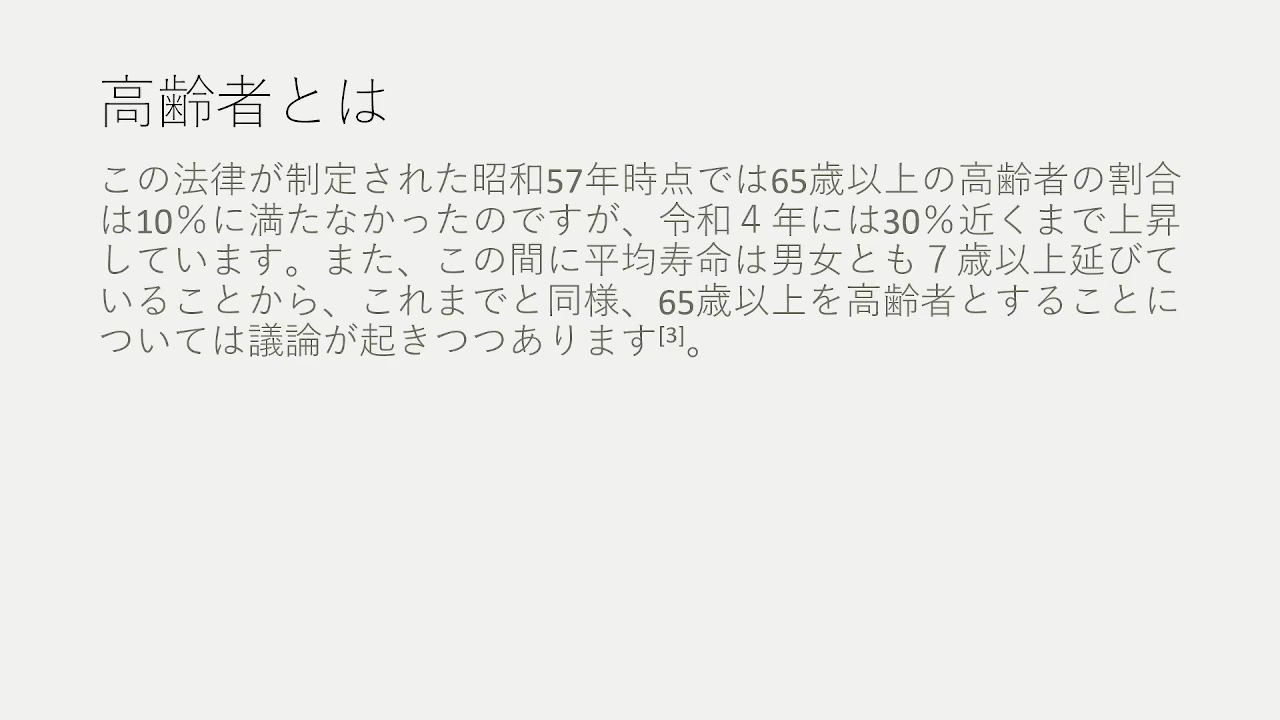 高齢者とは
この法律が制定された昭和57年時点では65歳以上の高齢者の割合
は10％に満たなかったのですが、令和４年には30％近くまで上昇
しています。また、この間に平均寿命は男女とも７歳以上延びて
いることから、これまでと同様、65歳以上を高齢者とすることに
ついては議論が起きつつあります[3]。